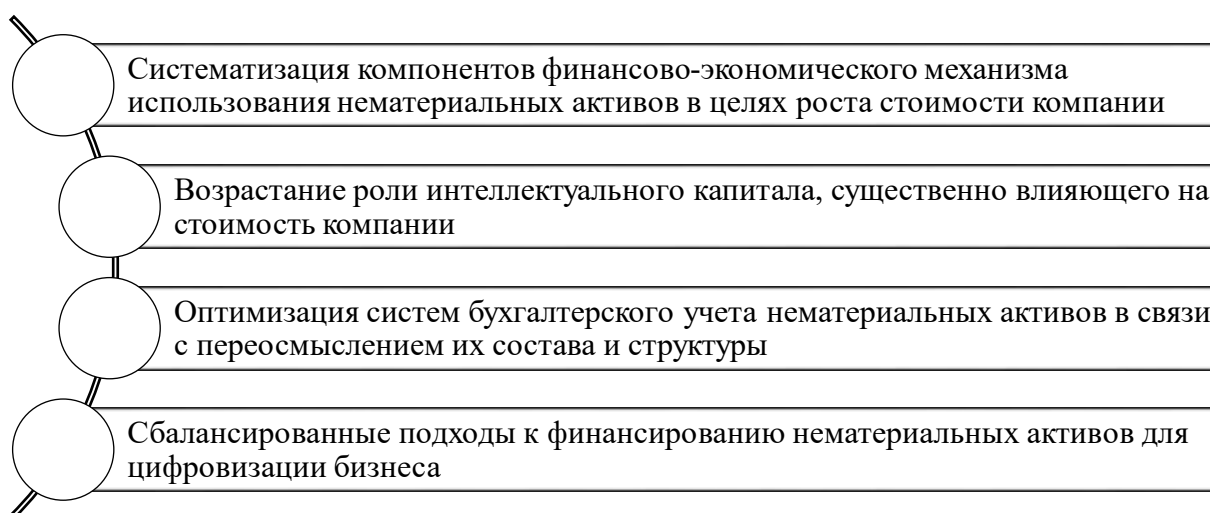 Систематизация компонентов финансово-экономического механизма
использования нематериальных активов в целях роста стоимости компании
Возрастание роли интеллектуального капитала, существенно влияющего на
стоимость компании
Оптимизация систем бухгалтерского учета нематериальных активов в связи
с переосмыслением их состава и структуры
Сбалансированные подходы к финансированию нематериальных активов для
цифровизации бизнеса